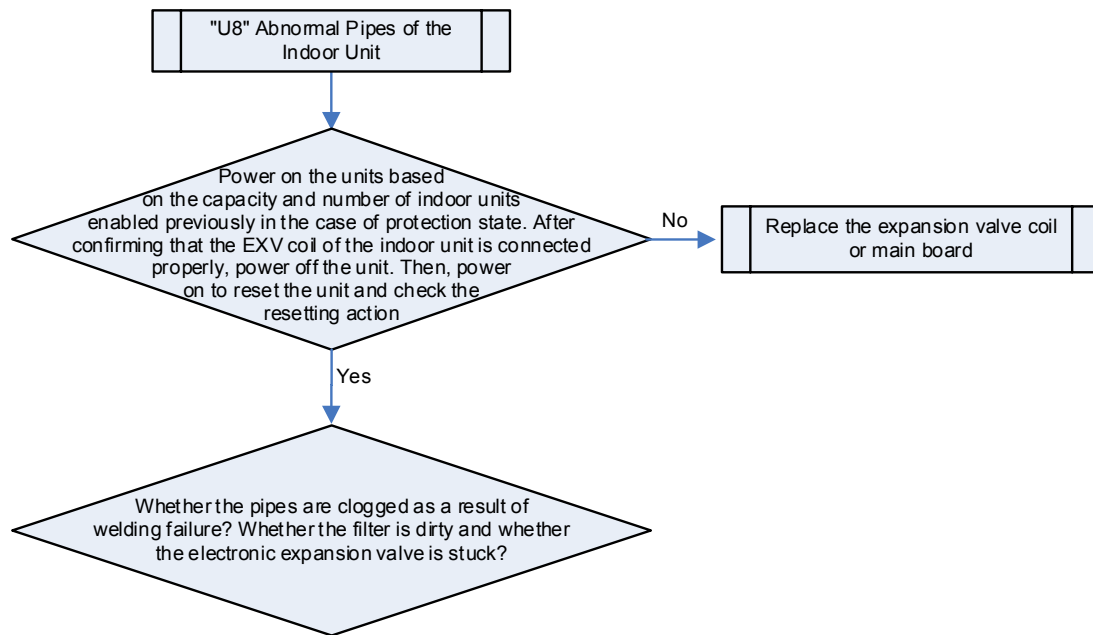 "U8" Abnormal Pipes of the
Indoor Unit
Power on the units based
on the capacity and number of indoor units
enabled previously in the case of protection state. After
confirming that the EXV coil of the indoor unit is connected
properly, power off the unit. Then, power
on to reset the unit and check the
resetting action
No
Replace the expansion valve coil
or main board
Yes
Whether the pipes are clogged as a result of
welding failure? Whether the filter is dirty and whether
the electronic expansion valve is stuck?